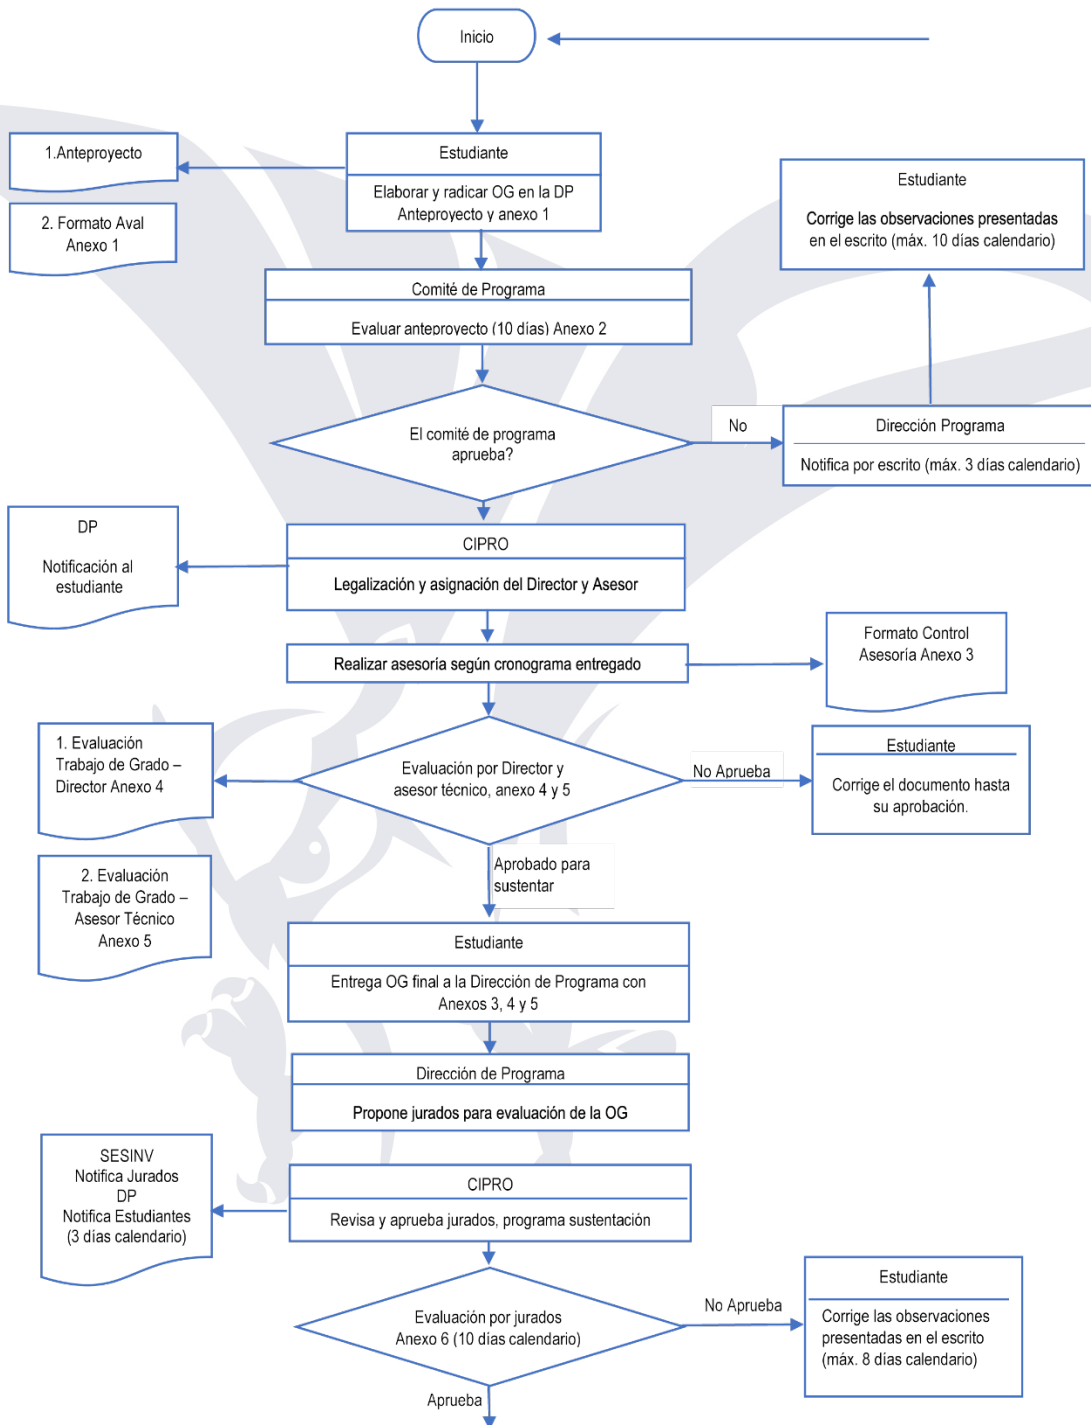 Inicio
1.Anteproyecto
Estudiante
Elaborar y radicar OG en la DP
Anteproyecto y anexo 1
2. Formato Aval
Anexo 1
Estudiante
Corrige las observaciones presentadas
en el escrito (máx. 10 días calendario)
Comité de Programa
Evaluar anteproyecto (10 días) Anexo 2
El comité de programa
aprueba?
No
Dirección Programa
Notifica por escrito (máx. 3 días calendario)
DP
Notificación al
estudiante
CIPRO
Legalización y asignación del Director y Asesor
Realizar asesoría según cronograma entregado
Formato Control
Asesoría Anexo 3
1. Evaluación
Trabajo de Grado –
Director Anexo 4
Evaluación por Director y
asesor técnico, anexo 4 y 5
No Aprueba
Estudiante
Corrige el documento hasta
su aprobación.
2. Evaluación
Trabajo de Grado –
Asesor Técnico
Anexo 5
Aprobado para
sustentar
Estudiante
Entrega OG final a la Dirección de Programa con
Anexos 3, 4 y 5
Dirección de Programa
Propone jurados para evaluación de la OG
SESINV
Notifica Jurados
DP
Notifica Estudiantes
(3 días calendario)
CIPRO
Revisa y aprueba jurados, programa sustentación
Evaluación por jurados
Anexo 6 (10 días calendario)
No Aprueba
Estudiante
Corrige las observaciones
presentadas en el escrito
(máx. 8 días calendario)
Aprueba